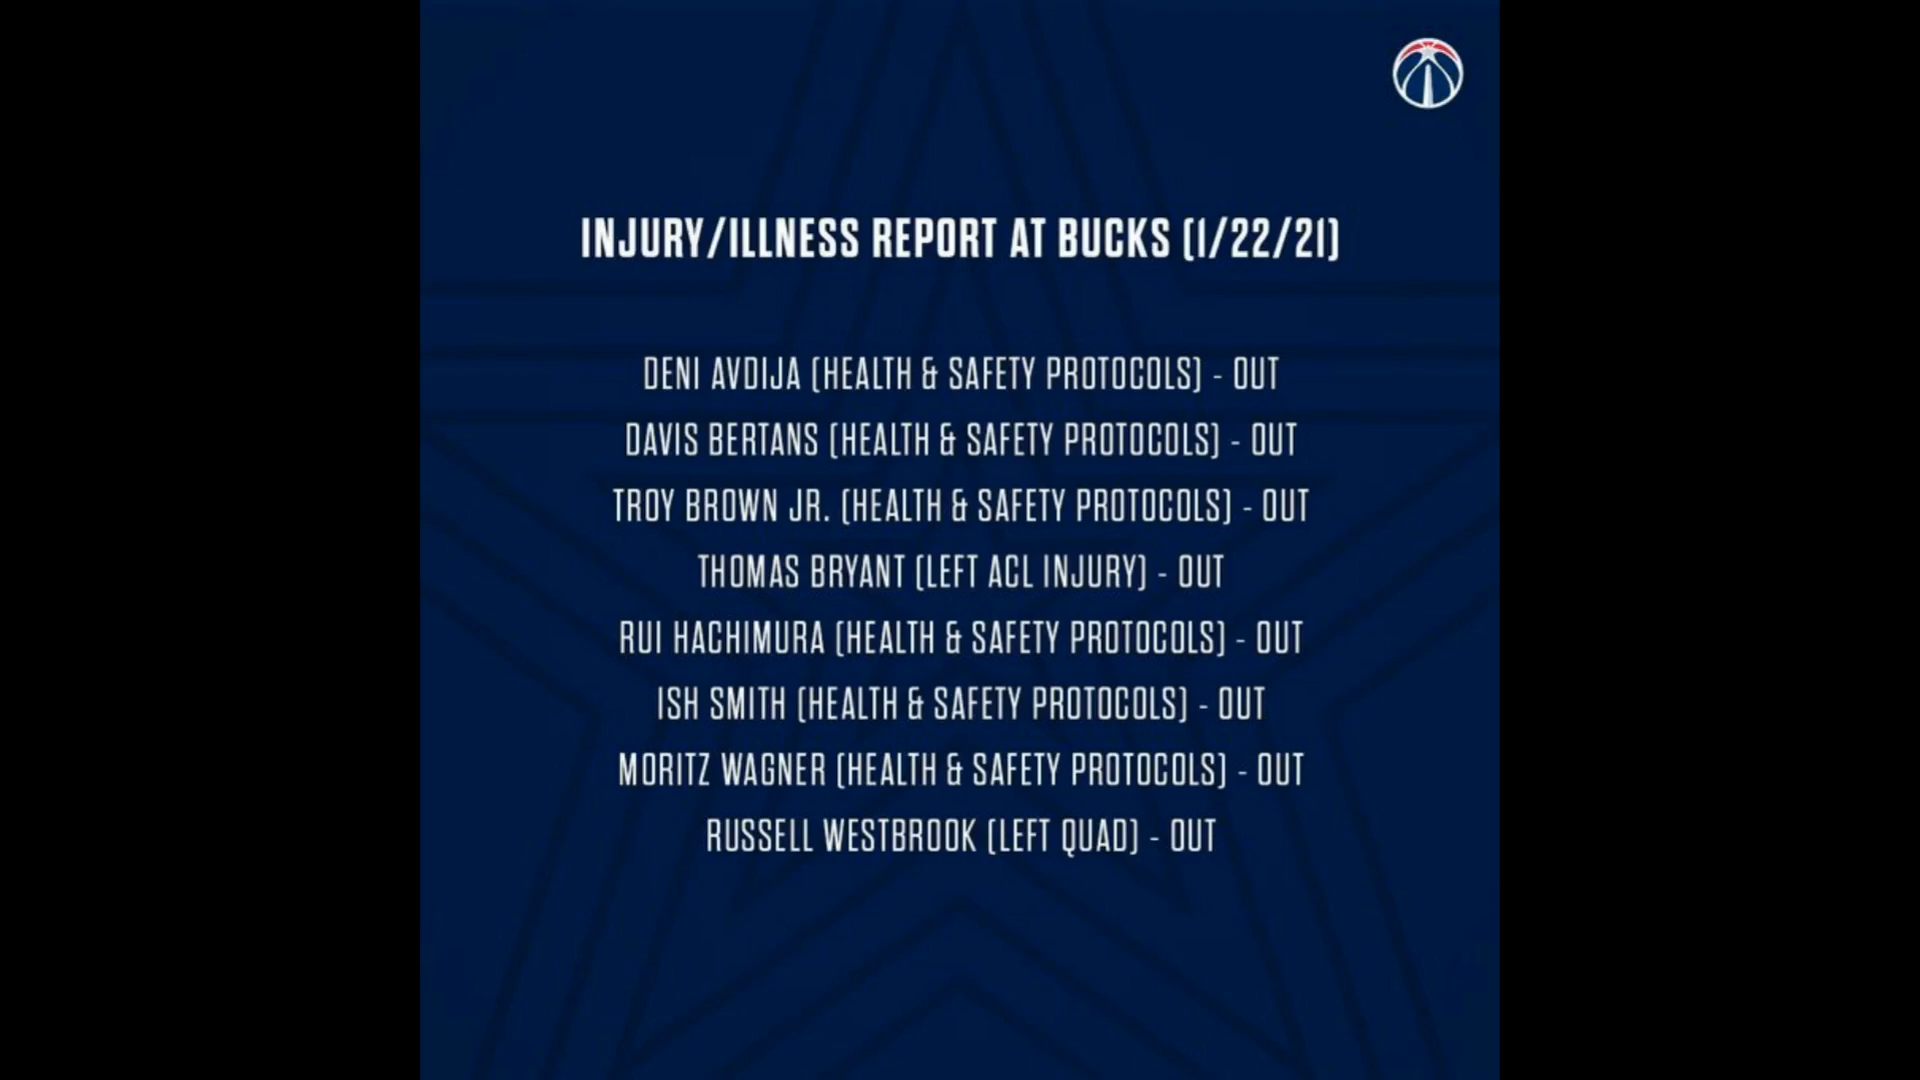 INJURY/ILLNESS REPORT AT BUCKS (1/22/21)
DENI AVDIJA (HEALTH & SAFETY PROTOCOLS) - OUT
DAVIS BERTANS (HEALTH & SAFETY PROTOCOLS) - OUT
TROY BROWN JR. (HEALTH & SAFETY PROTOCOLS) - OUT
THOMAS BRYANT (LEFT ACL INJURY) - OUT
RUI HACHIMURA (HEALTH & SAFETY PROTOCOLS) - OUT
ISH SMITH (HEALTH & SAFETY PROTOCOLS) - OUT
MORITZ WAGNER (HEALTH & SAFETY PROTOCOLS) - OUT
RUSSELL WESTBROOK (LEFT QUAD) - OUT